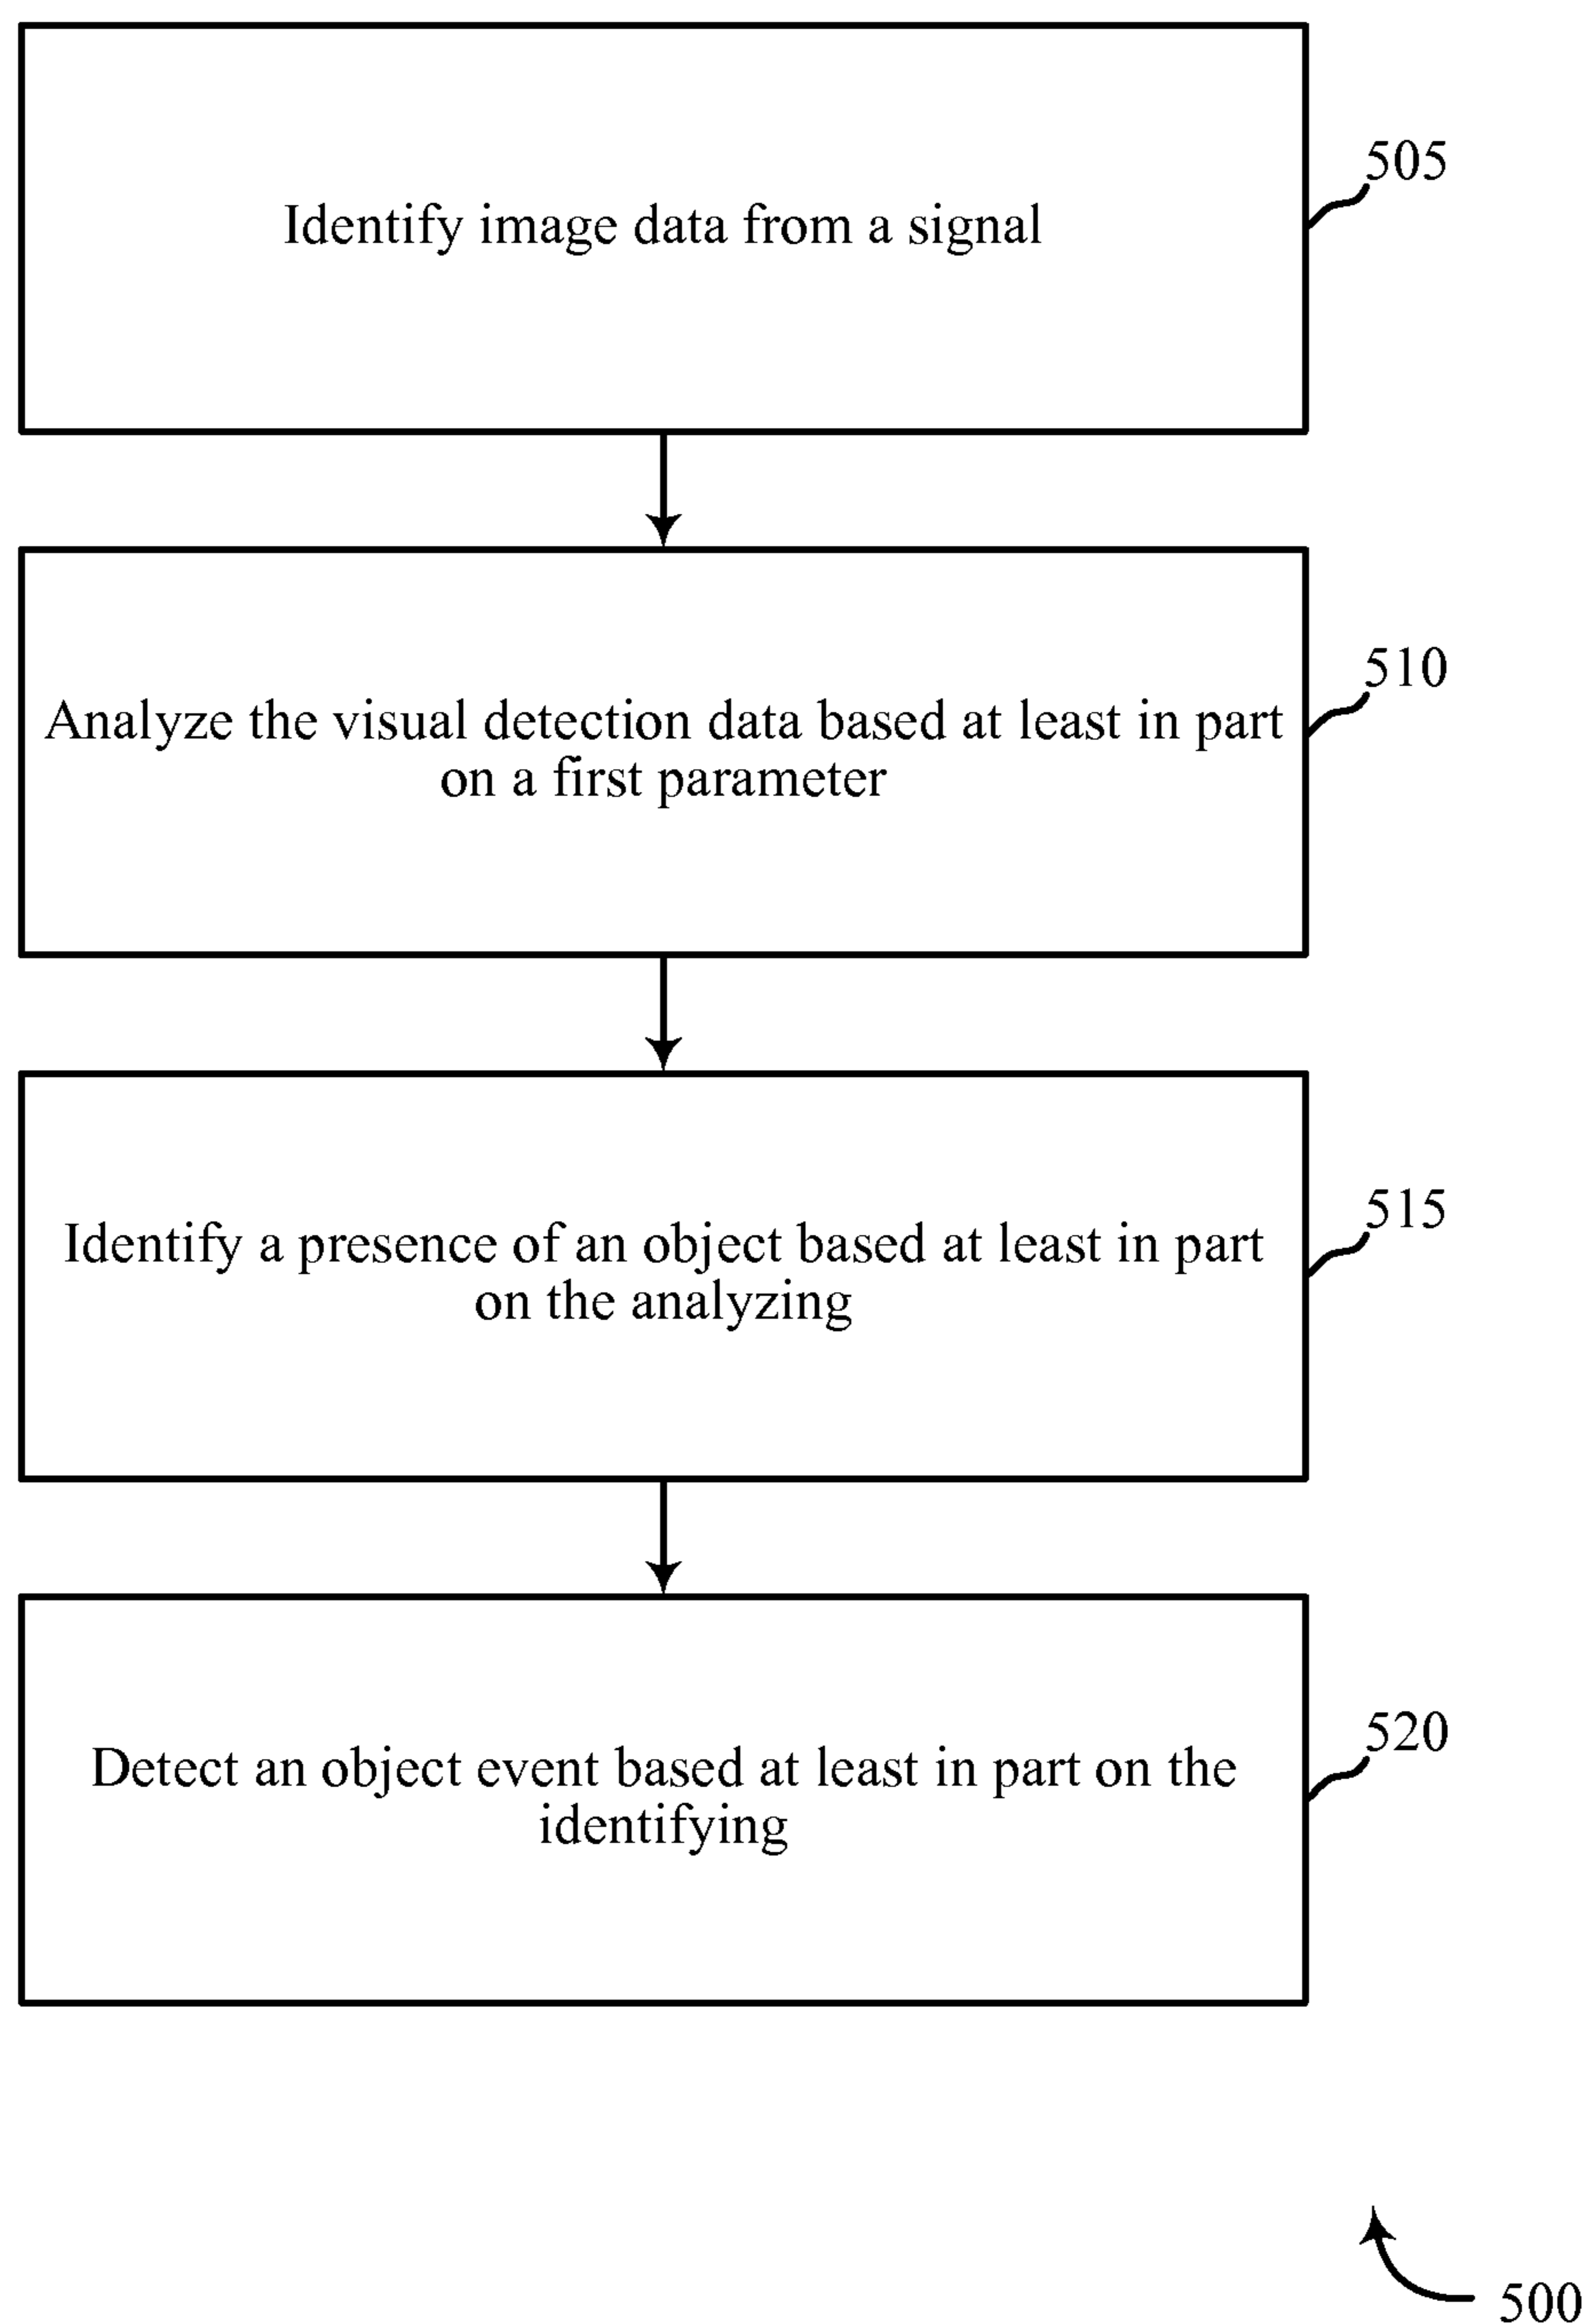 505
Identify image data from a signal
510
Analyze the visual detection data based at least in part
on a first parameter
515
Identify a presence of an object based at least in part
on the analyzing
520
Detect an object event based at least in part on the
identifying
500